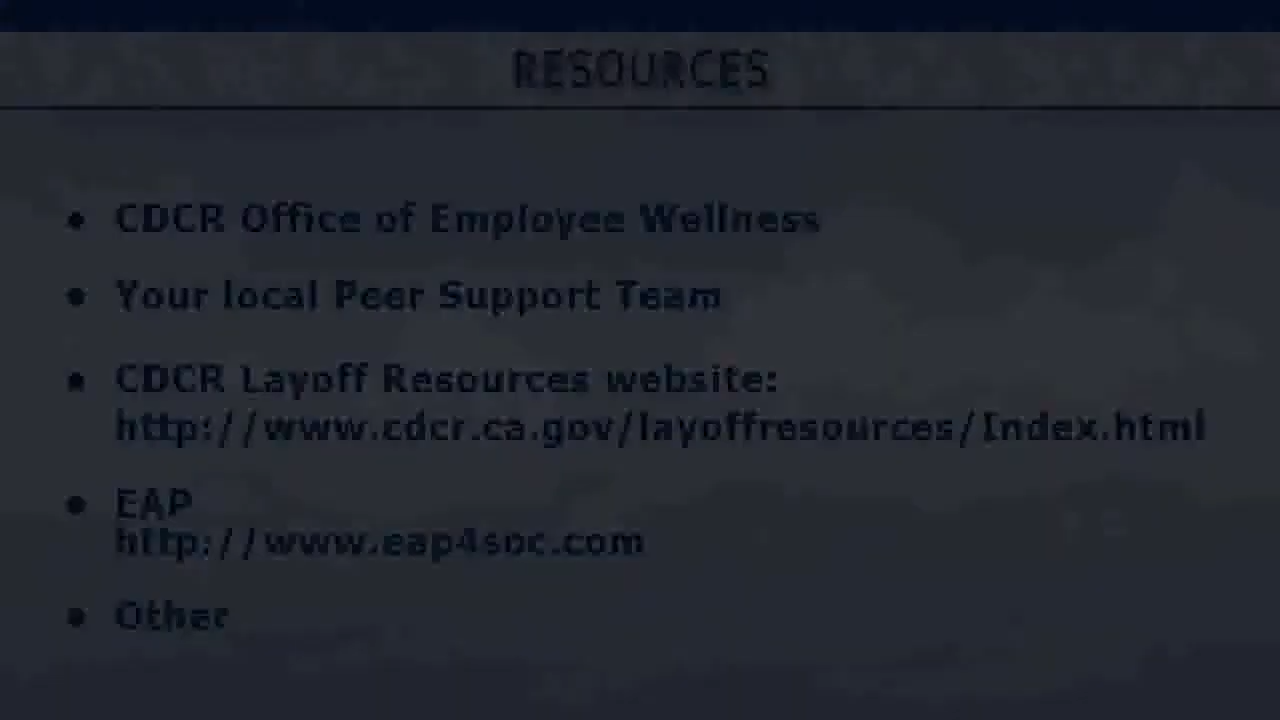 RESOURCES
• CDCR Office of Employee Wellness
• Your local Peer Support Team
• CDCR Layoff Resources website:
http://www.cdcr.ca.gov/layoffresources/Index.html
• EAP
http://www.eap4soc.com
• Other